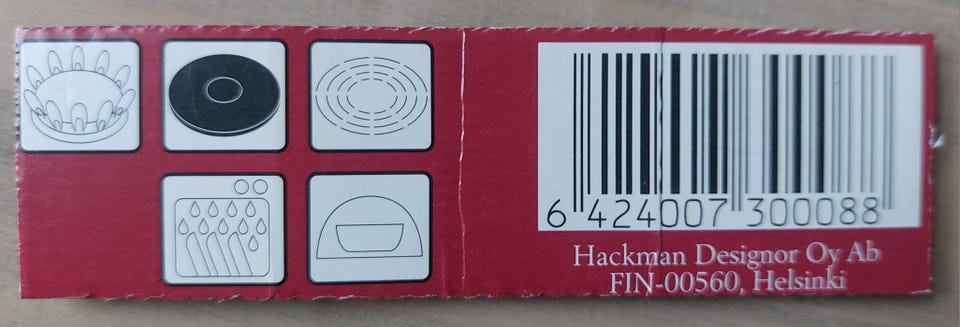 6 424007 300088
Hackman Designor Oy Ab
FIN-00560, Helsinki